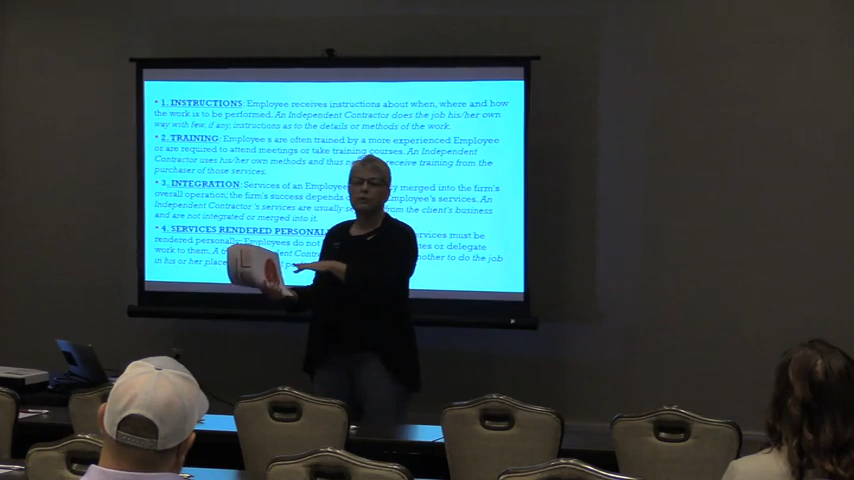 • 1. INSTRUCTIONS: Employee receives instructions about when, where and how
the work is to be performed. An Independent Contractor does the job his/her own
way with few, if any, instructions as to the details or methods of the work.
• 2. TRAINING: Employee s are often trained by a more experienced Employee
or are required to attend meetings or take training courses. An Independent
Contractor uses his/her own methods and thus receive training from the
purchaser of those services.
• 3. INTEGRATION: Services of an Employee merged into the firm's
overall operation; the firm's success depends Employee's services. An
Independent Contractor 's services are usually from the client's business
and are not integrated or merged into it.
• 4. SERVICES RENDERED services must be
rendered personally; Employees do not or delegate
work to them. A to do the job
in his or her place